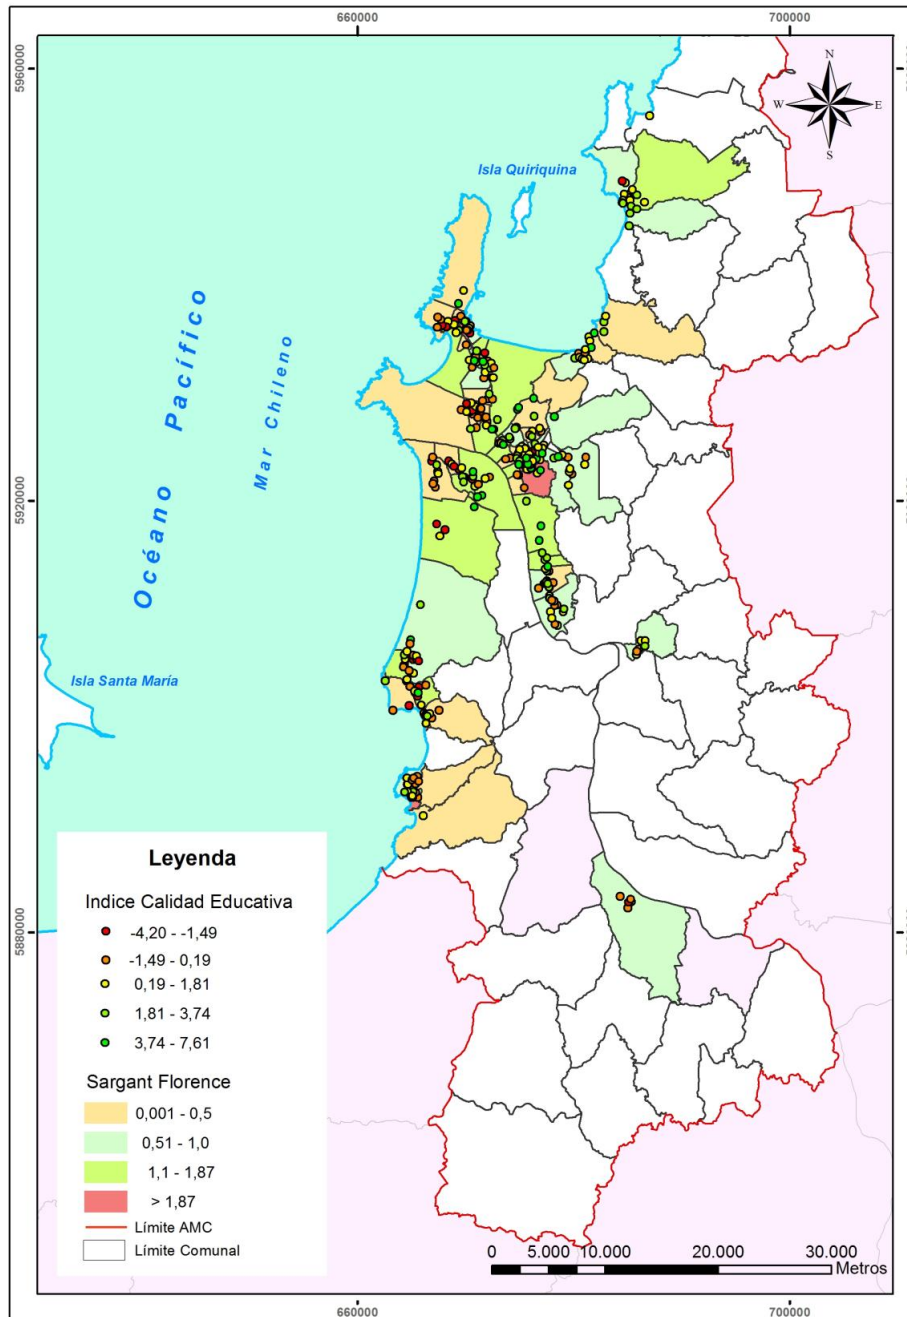 660000
700000
5960000
N
W
E
S
Isla Quiriquina
Océano Pacífico
Mar Chileno
5920000
Isla Santa María
Leyenda
Indice Calidad Educativa
-4,20 - -1,49
-1,49 - 0,19
0,19 - 1,81
1,81 - 3,74
3,74 - 7,61
5880000
Sargant Florence
0,001 - 0,5
0,51 - 1,0
1,1 - 1,87
> 1,87
Límite AMC
Límite Comunal
0 5.000 10.000 20.000 30.000
Metros
660000
700000